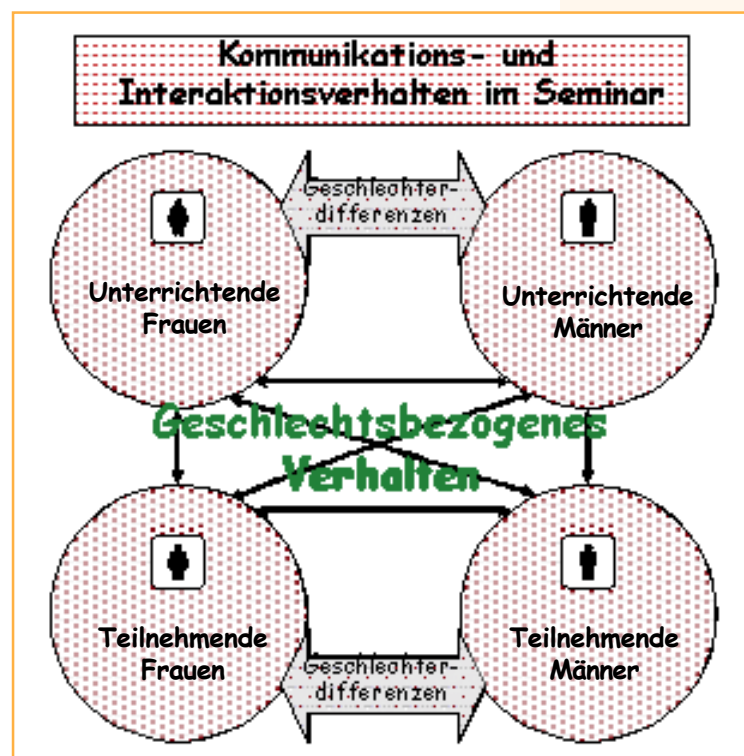 Kommunikations- und
Interaktionsverhalten im Seminar
Geschlechter-
differenzen
Unterrichtende
Frauen
Unterrichtende
Männer
Geschlechtsbezogenes
Verhalten
Teilnehmende
Frauen
Teilnehmende
Männer
Geschlechter-
differenzen